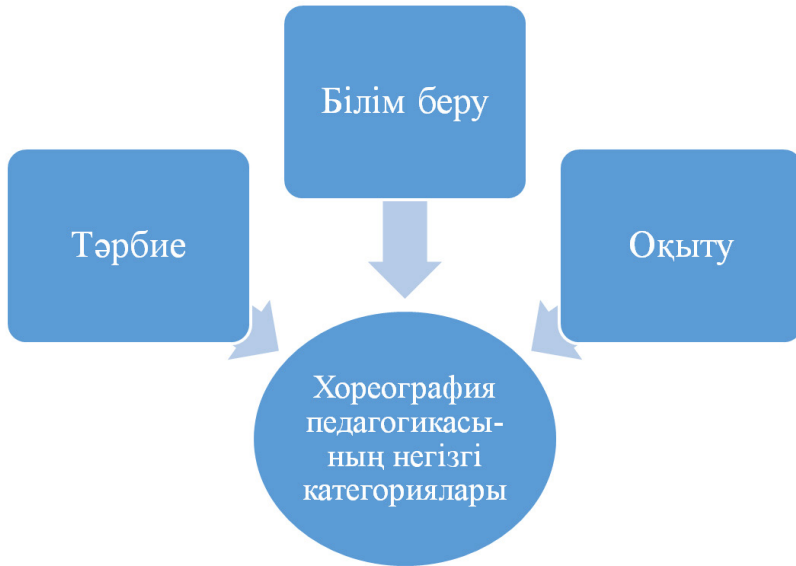 Білім беру
Тәрбие
Оқыту
Хореография
педагогикасы-
ның негізгі
категориялары